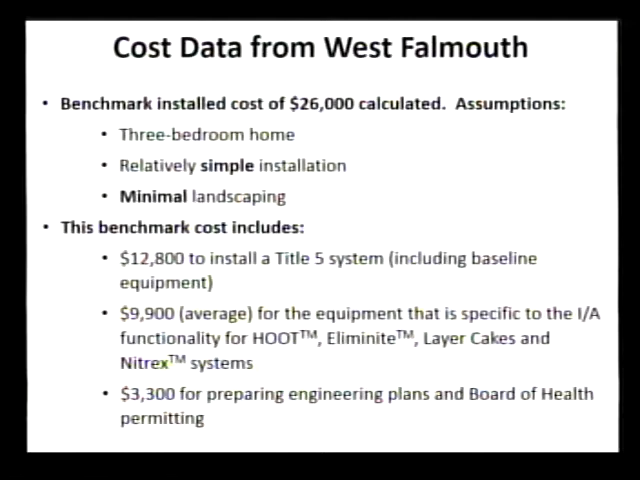 Cost Data from West Falmouth
• Benchmark installed cost of $26,000 calculated. Assumptions:
• Three-bedroom home
• Relatively simple installation
• Minimal landscaping
• This benchmark cost includes:
• $12,800 to install a Title 5 system (including baseline
equipment)
• $9,900 (average) for the equipment that is specific to the I/A
functionality for HOOT™, Eliminite™, Layer Cakes and
Nitrex™ systems
• $3,300 for preparing engineering plans and Board of Health
permitting